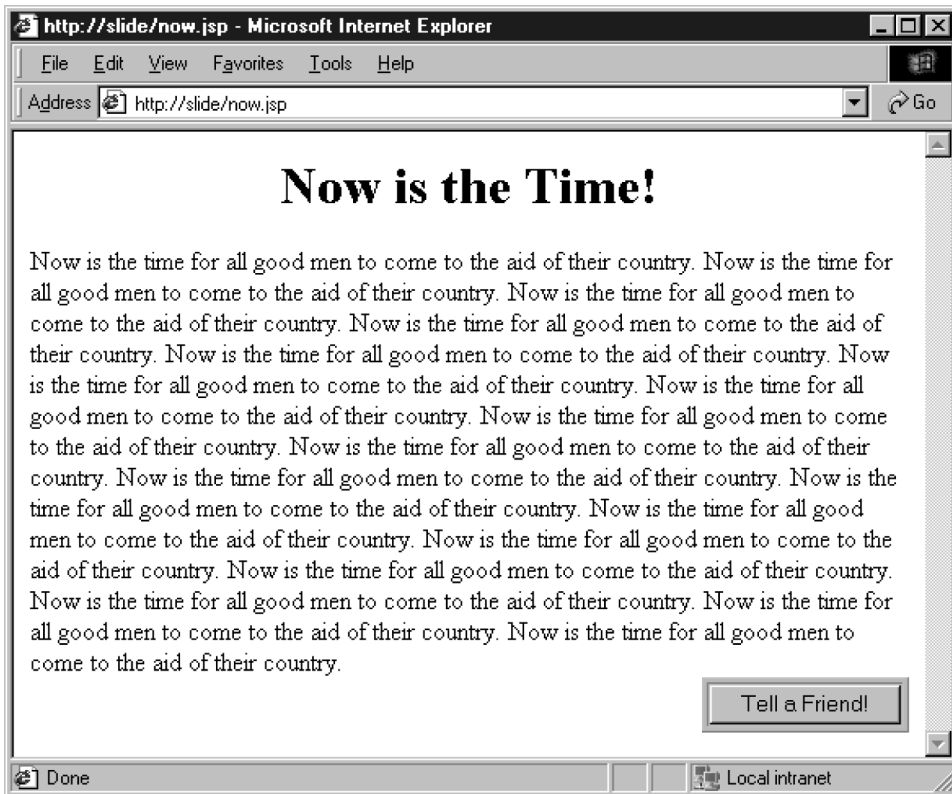 http://slide/now.jsp - Microsoft Internet Explorer
File Edit View Favorites Tools Help
Address http://slide/now.jsp Go
Now is the Time!
Now is the time for all good men to come to the aid of their country. Now is the time for
all good men to come to the aid of their country. Now is the time for all good men to
come to the aid of their country. Now is the time for all good men to come to the aid of
their country. Now is the time for all good men to come to the aid of their country. Now
is the time for all good men to come to the aid of their country. Now is the time for all
good men to come to the aid of their country. Now is the time for all good men to come
to the aid of their country. Now is the time for all good men to come to the aid of their
country. Now is the time for all good men to come to the aid of their country. Now is the
time for all good men to come to the aid of their country. Now is the time for all good
men to come to the aid of their country. Now is the time for all good men to come to the
aid of their country. Now is the time for all good men to come to the aid of their country.
Now is the time for all good men to come to the aid of their country. Now is the time for
all good men to come to the aid of their country. Now is the time for all good men to
come to the aid of their country.
Tell a Friend!
Done Local intranet